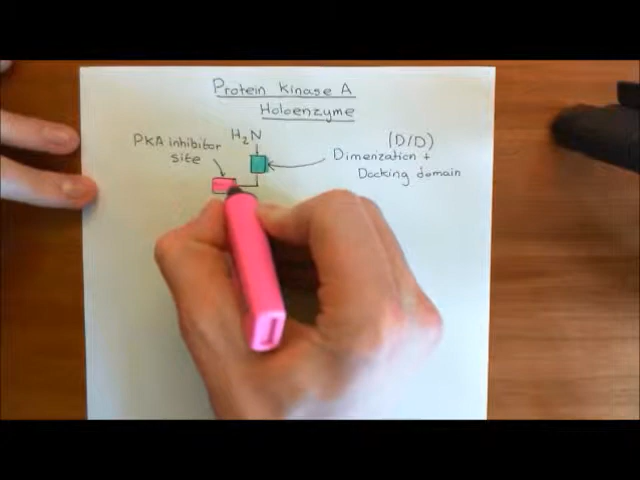 Protein Kinase A
Holoenzyme
H₂N
(D/D)
PKA inhibitor
site
Dimerization +
Docking domain